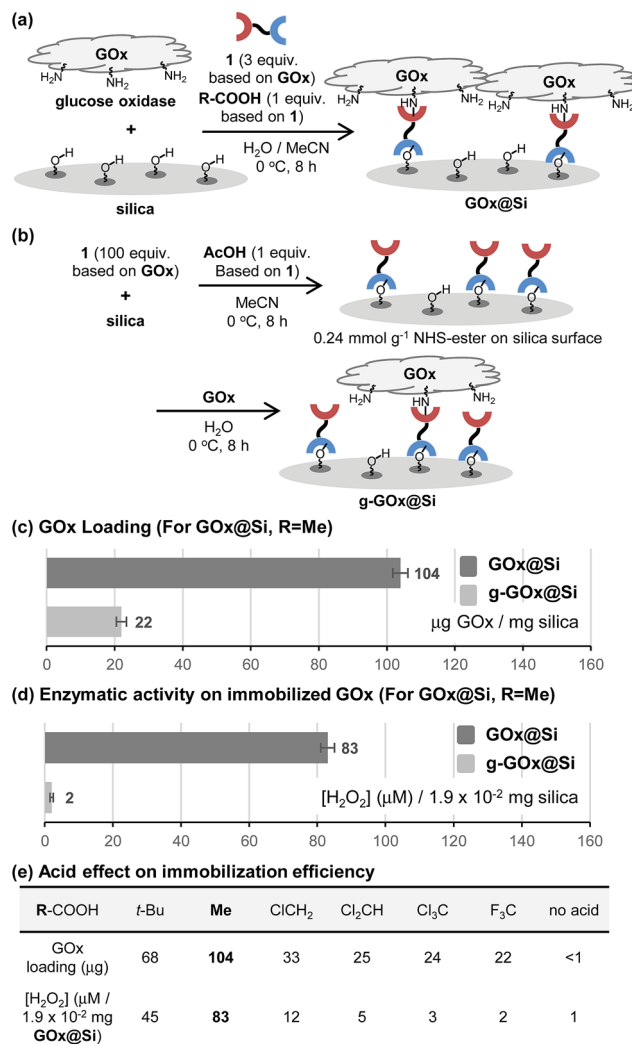 (a)
GOx
H2N
NH2
NH2
glucose oxidase
+
O H
O H
O H
O H
silica
1 (3 equiv.
based on GOx)
R-COOH (1 equiv.
based on 1)
H2O / MeCN
0 ºC, 8 h
GOx
GOx
H2N
HN
NH2
H2N
HN
NH2
O
O H
O H
O
GOx@Si
(b)
1 (100 equiv.
based on GOx)
+
silica
AcOH (1 equiv.
Based on 1)
MeCN
0 ºC, 8 h
O
O H
O
O
0.24 mmol g-1 NHS-ester on silica surface
GOx
H2O
0 ºC, 8 h
GOx
H2N
HN
NH2
O
O H
O
O
g-GOx@Si
(c) GOx Loading (For GOx@Si, R=Me)
104
22
GOx@Si
g-GOx@Si
µg GOx / mg silica
0 20 40 60 80 100 120 140 160
(d) Enzymatic activity on immobilized GOx (For GOx@Si, R=Me)
83
2
GOx@Si
g-GOx@Si
[H2O2] (µM) / 1.9 x 10-2 mg silica
0 20 40 60 80 100 120 140 160
(e) Acid effect on immobilization efficiency
R-COOH t-Bu Me ClCH2 Cl2CH Cl3C F3C no acid
GOx
loading (µg) 68 104 33 25 24 22 <1
[H2O2] (µM /
1.9 x 10-2 mg 45 83 12 5 3 2 1
GOx@Si)